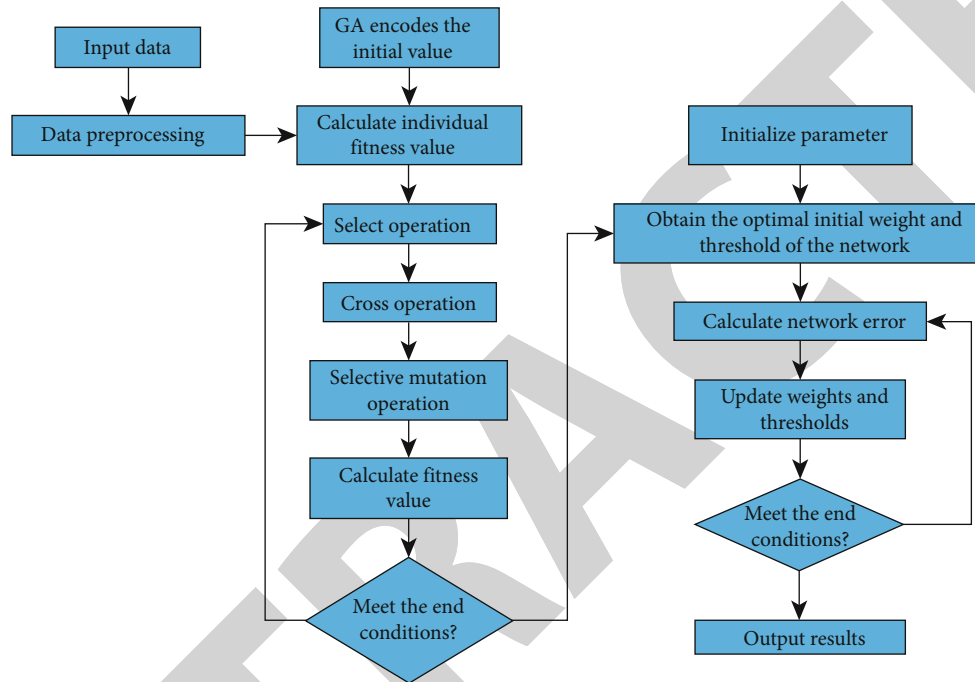 Input data
Data preprocessing
GA encodes the
initial value
Calculate individual
fitness value
Select operation
Cross operation
Selective mutation
operation
Calculate fitness
value
Meet the end
conditions?
Initialize parameter
Obtain the optimal initial weight and
threshold of the network
Calculate network error
Update weights and
thresholds
Meet the end
conditions?
Output results